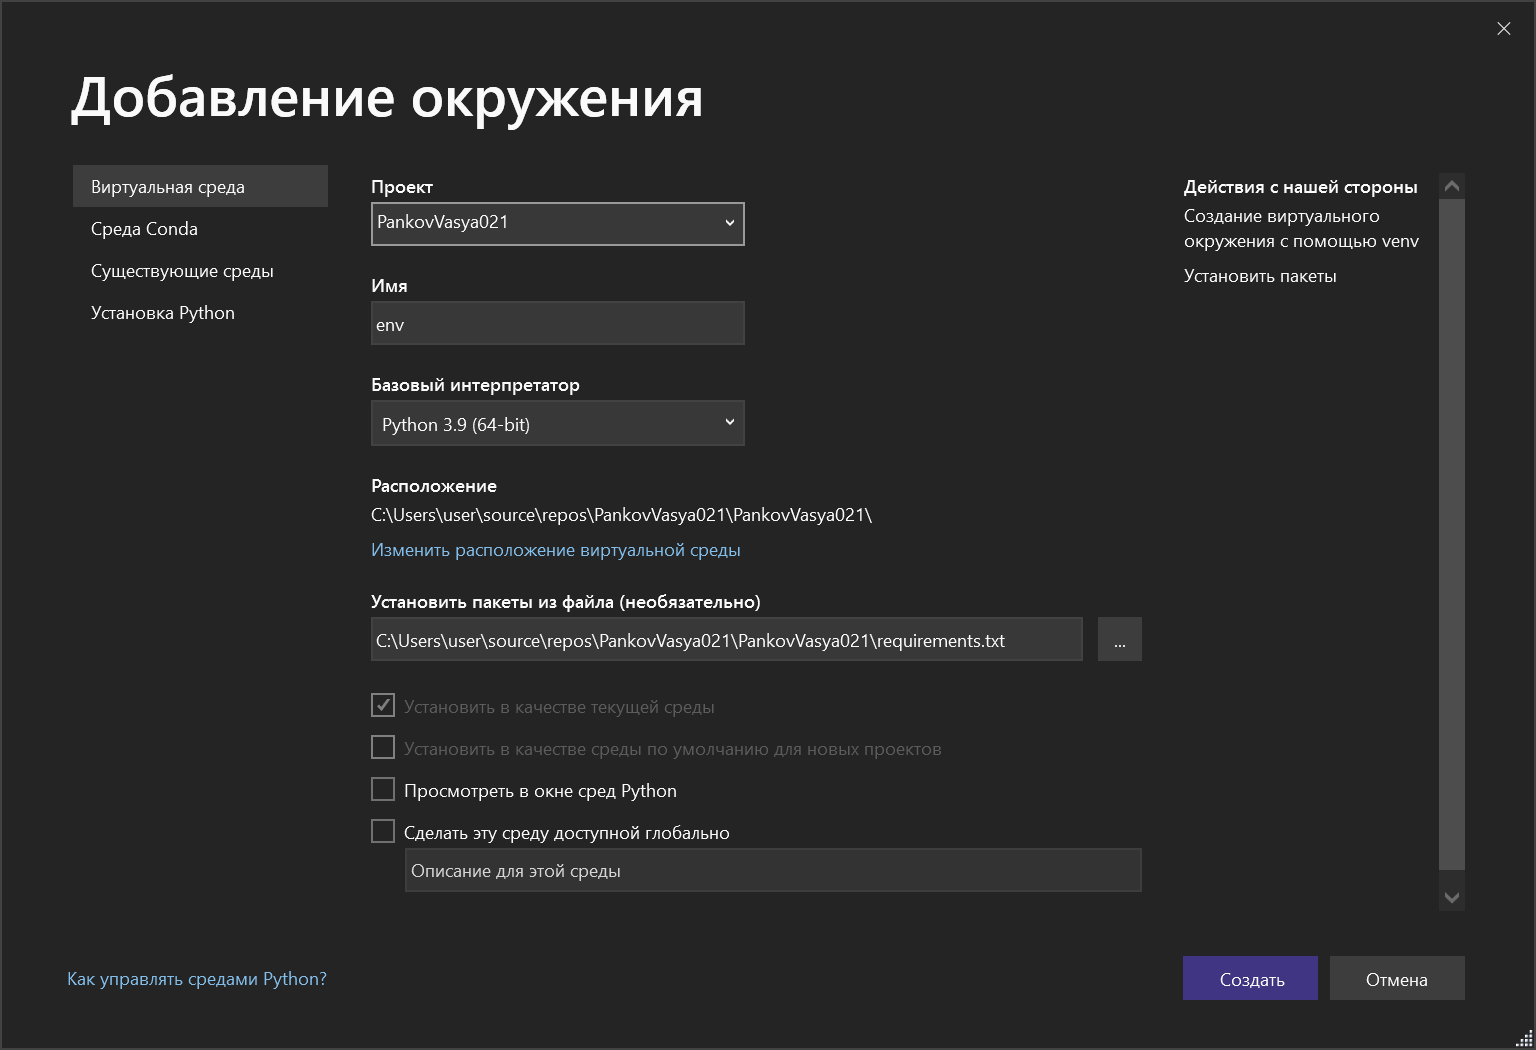 Добавление окружения
Виртуальная среда
Среда Conda
Существующие среды
Установка Python
Проект
PankovVasya021
Имя
env
Базовый интерпретатор
Python 3.9 (64-bit)
Расположение
C:\Users\user\source\repos\PankovVasya021\PankovVasya021\
Изменить расположение виртуальной среды
Установить пакеты из файла (необязательно)
C:\Users\user\source\repos\PankovVasya021\PankovVasya021\requirements.txt
...
Установить в качестве текущей среды
Установить в качестве среды по умолчанию для новых проектов
Просмотреть в окне сред Python
Сделать эту среду доступной глобально
Описание для этой среды
Действия с нашей стороны
Создание виртуального
окружения с помощью venv
Установить пакеты
Как управлять средами Python?
Создать
Отмена